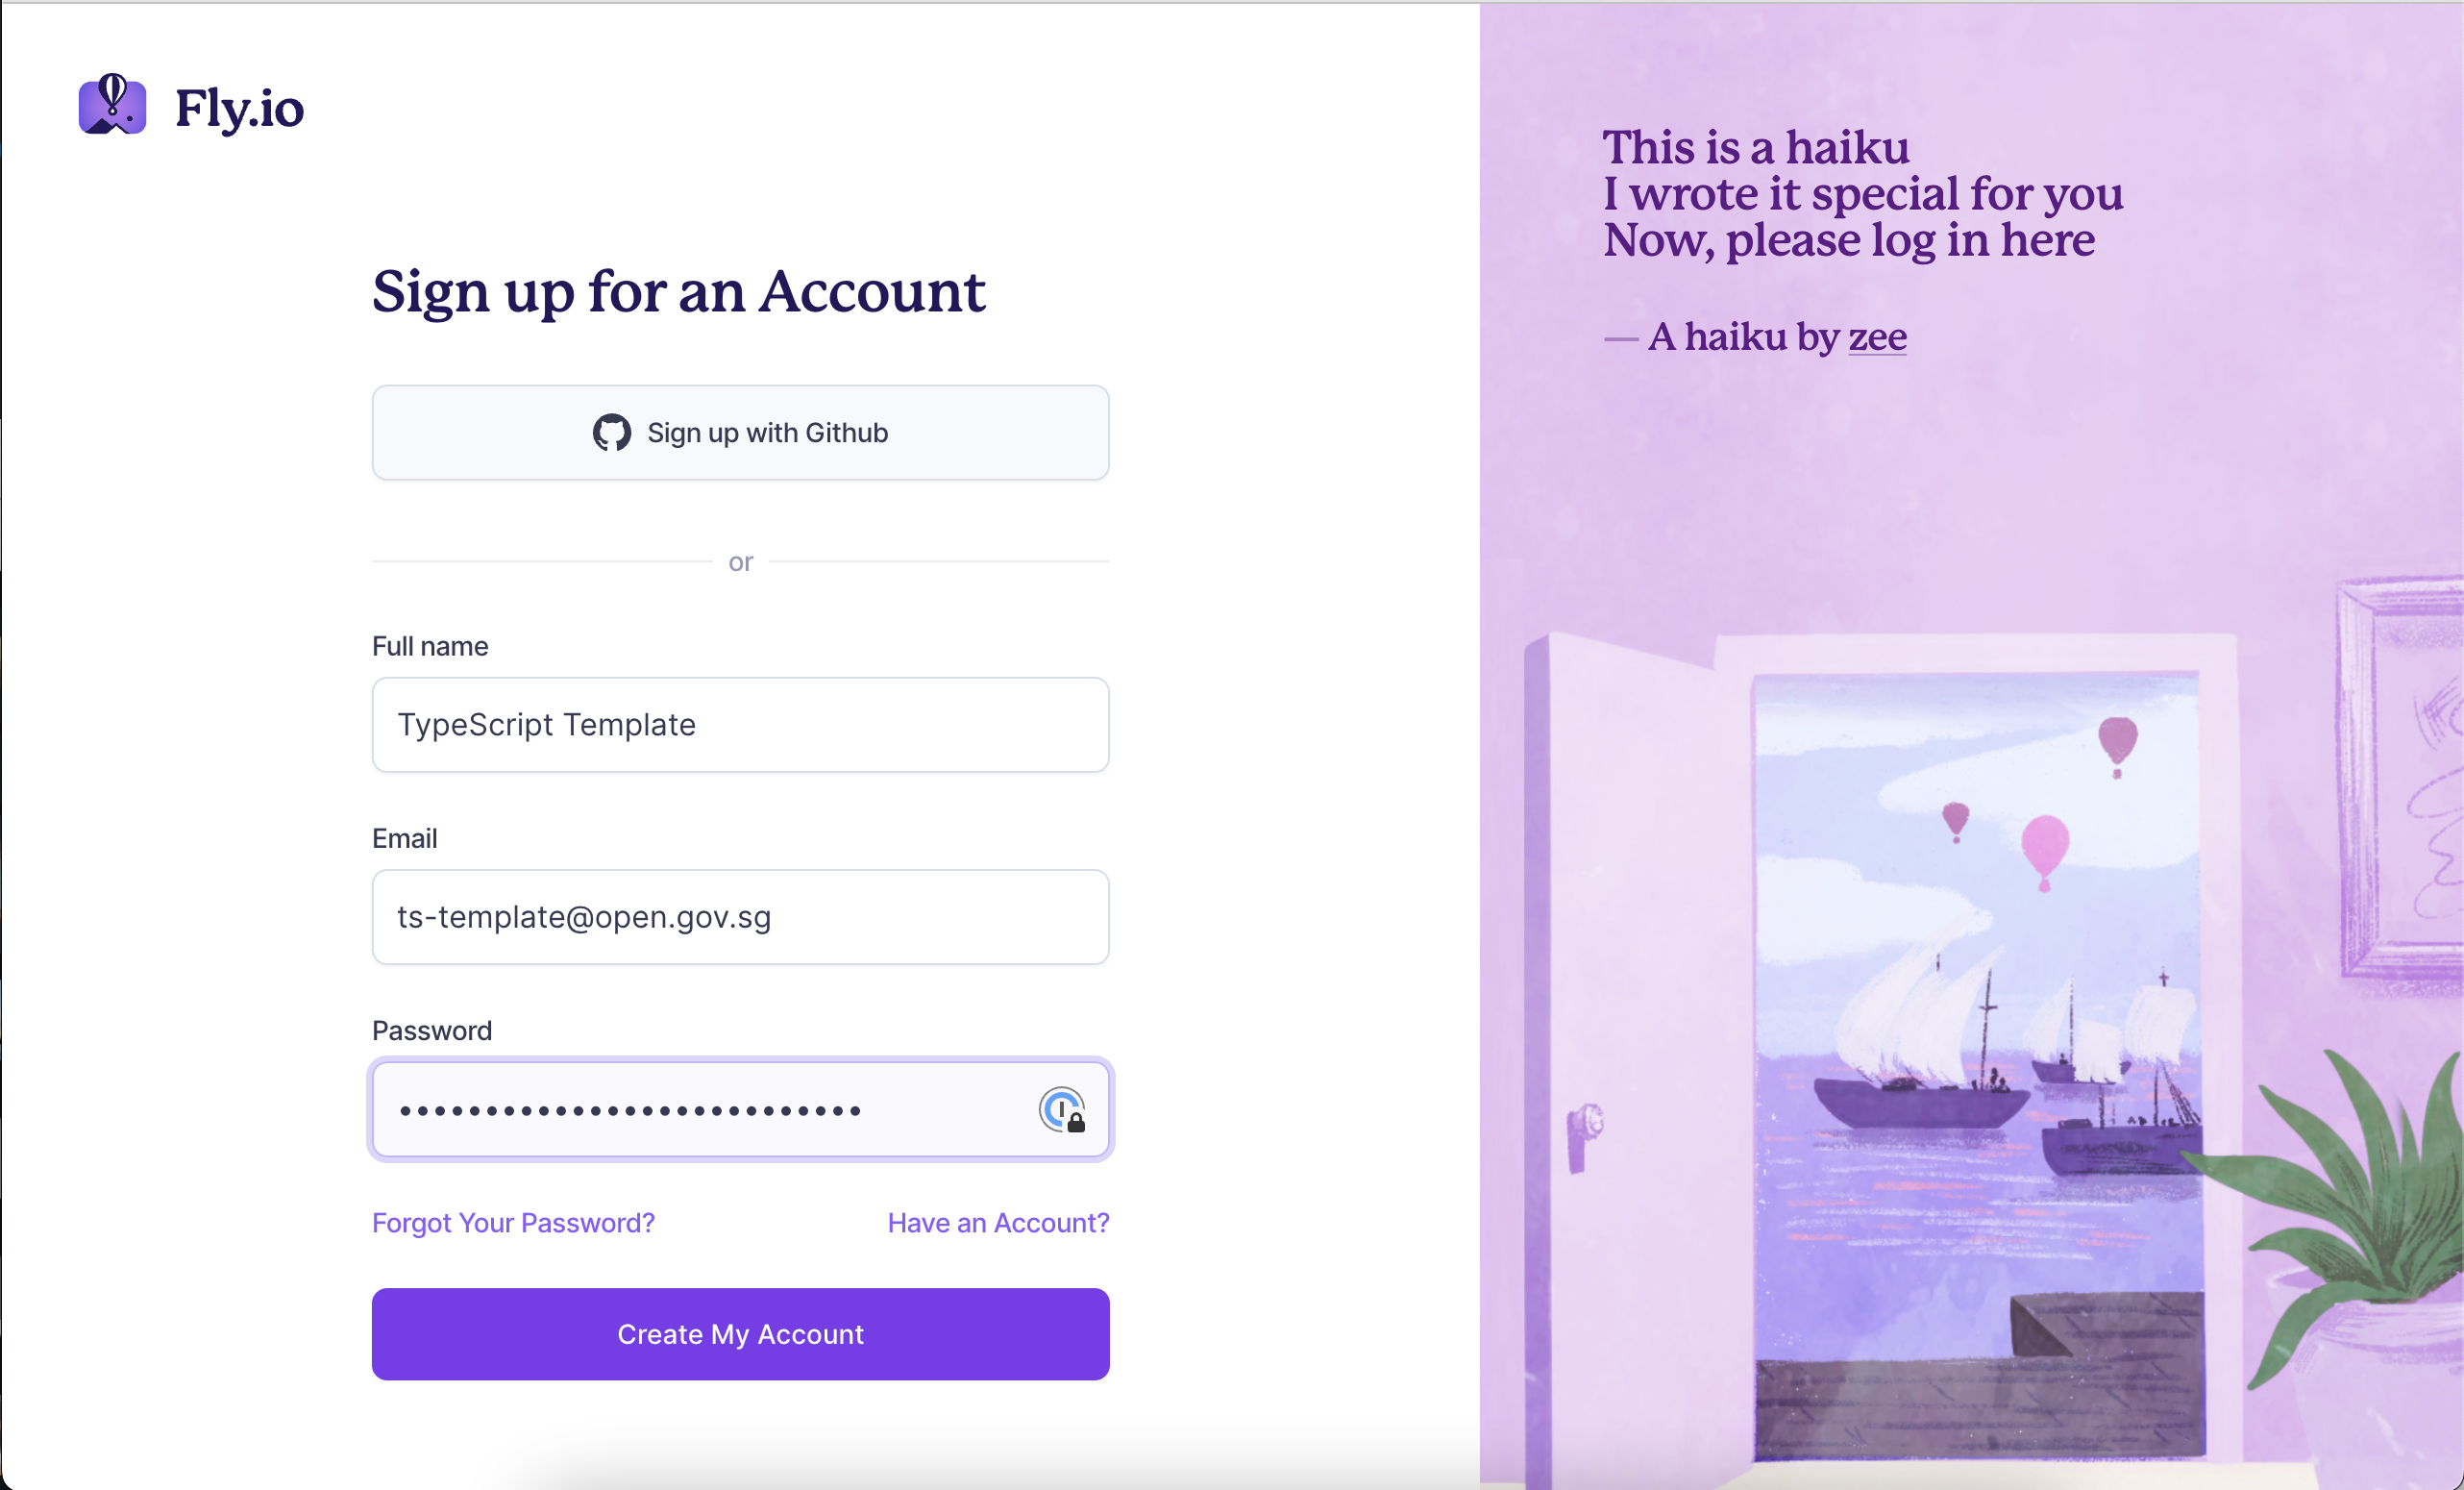 Fly.io
Sign up for an Account
Sign up with Github
or
Full name
TypeScript Template
Email
ts-template@open.gov.sg
Password
•••••••••••••••••••••••••••
Forgot Your Password?
Have an Account?
Create My Account
This is a haiku
I wrote it special for you
Now, please log in here
— A haiku by zee